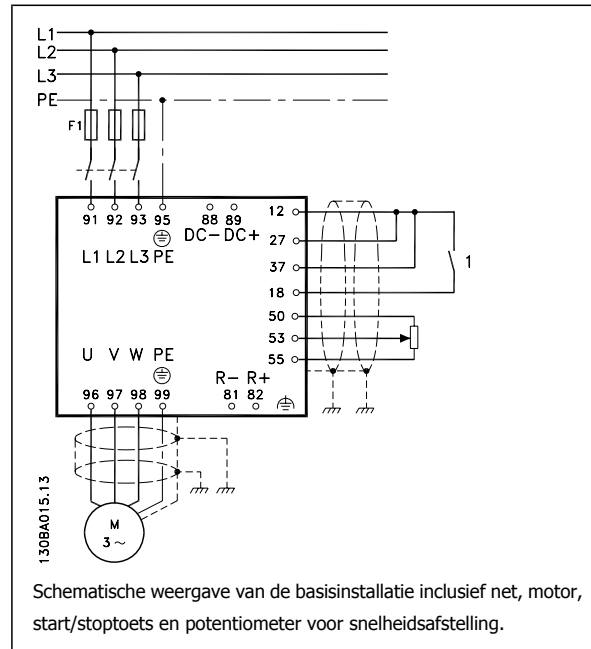 L1
L2
L3
PE
F1
91 92 93 95 88 89
DC- DC+
L1 L2 L3 PE
12
27
37
18
50
53
55
1
U V W PE
R- R+
96 97 98 99 81 82
M
3 ~
130BA015.13
Schematische weergave van de basisinstallatie inclusief net, motor,
start/stoptoets en potentiometer voor snelheidsafstelling.